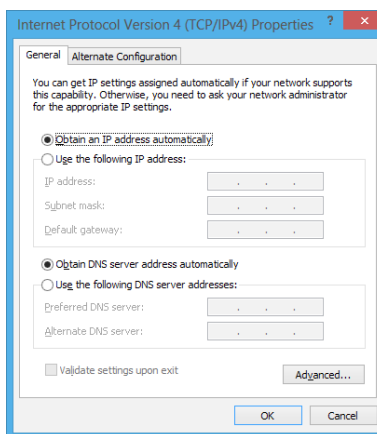 Internet Protocol Version 4 (TCP/IPv4) Properties ? ×
General Alternate Configuration
You can get IP settings assigned automatically if your network supports
this capability. Otherwise, you need to ask your network administrator
for the appropriate IP settings.
Obtain an IP address automatically
Use the following IP address:
IP address: . . .
Subnet mask: . . .
Default gateway: . . .
Obtain DNS server address automatically
Use the following DNS server addresses:
Preferred DNS server: . . .
Alternate DNS server: . . .
Validate settings upon exit
Advanced...
OK Cancel